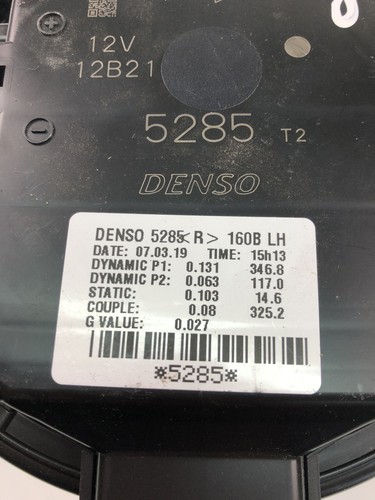 0
12V
12B21
5285 T2
DENSO
DENSO 5285<R> 160B LH
DATE: 07.03.19 TIME: 15h13
DYNAMIC P1: 0.131 346.8
DYNAMIC P2: 0.063 117.0
STATIC: 0.103 14.6
COUPLE: 0.08 325.2
G VALUE: 0.027
*5285*